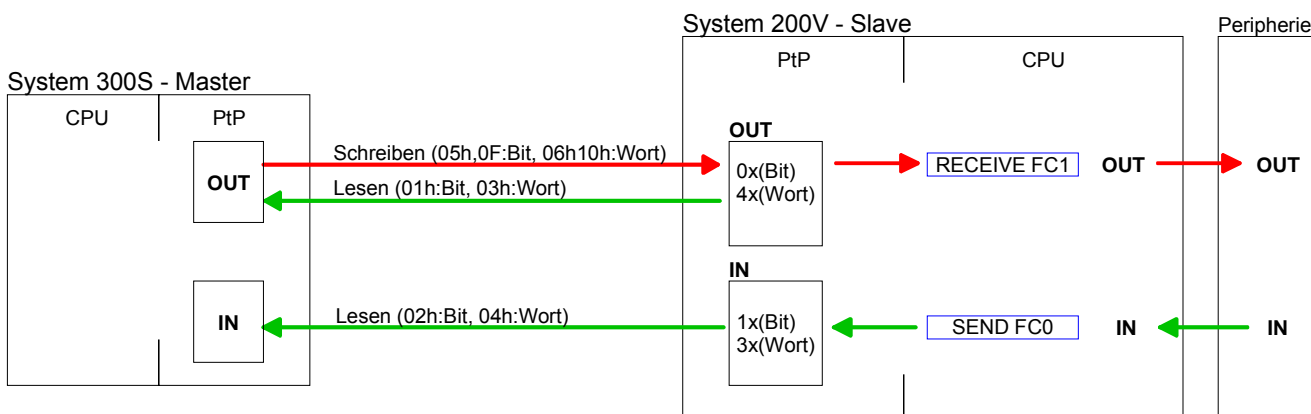 System 200V - Slave
Peripherie
PtP
CPU
System 300S - Master
CPU
PtP
OUT
Schreiben (05h,0F:Bit, 06h10h:Wort)
OUT
0x(Bit)
4x(Wort)
RECEIVE FC1
OUT
OUT
Lesen (01h:Bit, 03h:Wort)
IN
IN
Lesen (02h:Bit, 04h:Wort)
1x(Bit)
3x(Wort)
SEND FC0
IN
IN